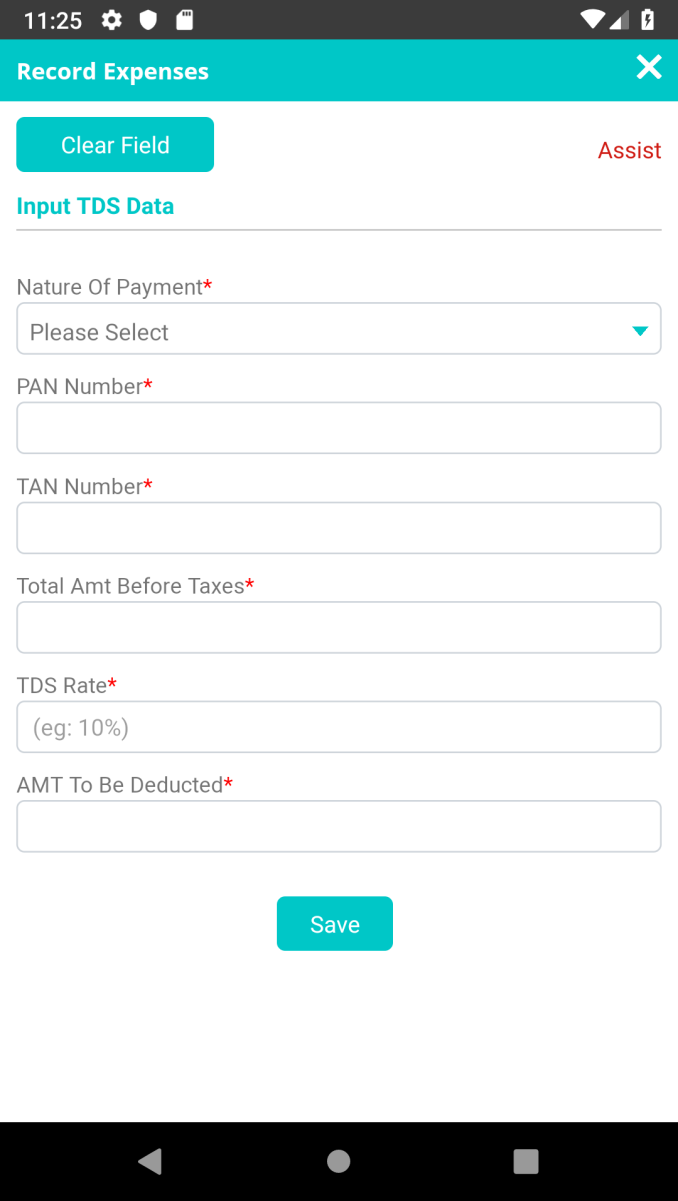 11:25
Record Expenses
Clear Field
Assist
Input TDS Data
Nature Of Payment*
Please Select
PAN Number*
TAN Number*
Total Amt Before Taxes*
TDS Rate*
(eg: 10%)
AMT To Be Deducted*
Save